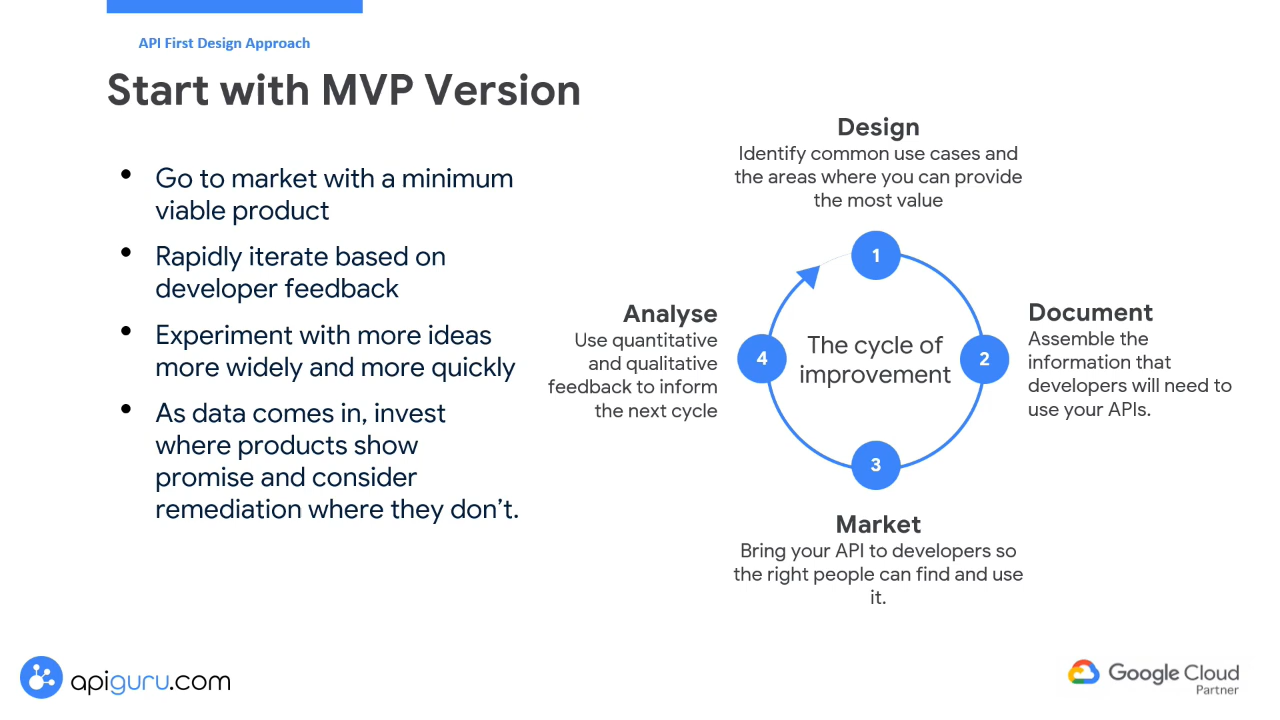 API First Design Approach
Start with MVP Version
• Go to market with a minimum
viable product
• Rapidly iterate based on
developer feedback
• Experiment with more ideas
more widely and more quickly
• As data comes in, invest
where products show
promise and consider
remediation where they don't.
Design
Identify common use cases and
the areas where you can provide
the most value
1
Analyse
Use quantitative
and qualitative
feedback to inform
the next cycle
4
The cycle of
improvement
2
Document
Assemble the
information that
developers will need to
use your APIs.
3
Market
Bring your API to developers so
the right people can find and use
it.
apiguru.com
Google Cloud
Partner